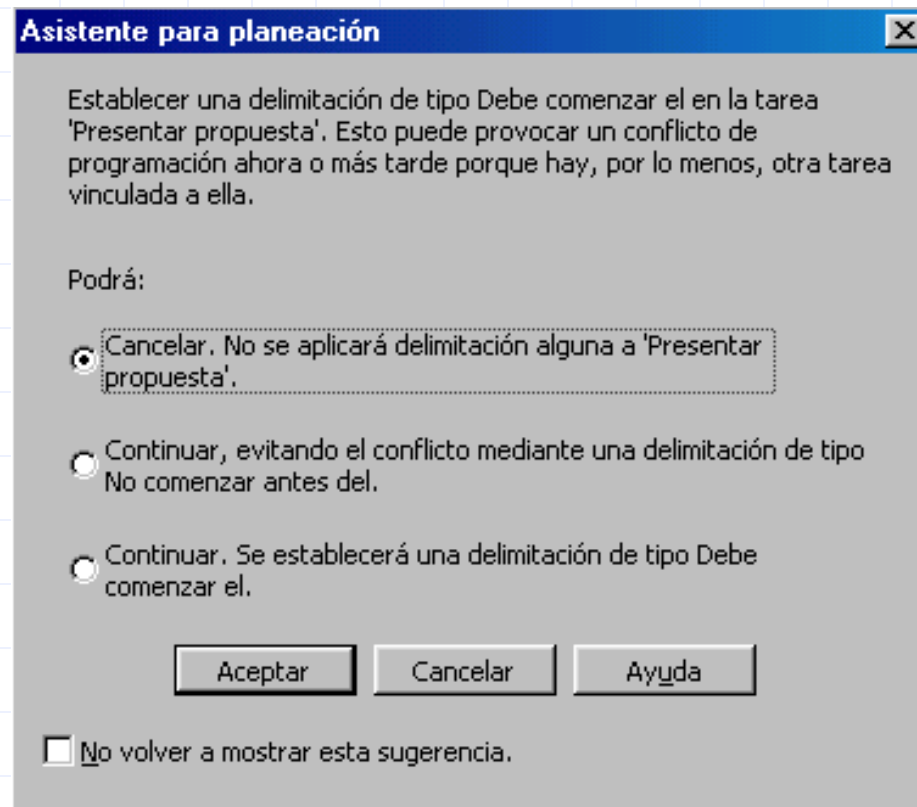 Asistente para planeación
Establecer una delimitación de tipo Debe comenzar el en la tarea
'Presentar propuesta'. Esto puede provocar un conflicto de
programación ahora o más tarde porque hay, por lo menos, otra tarea
vinculada a ella.
Podrá:
Cancelar. No se aplicará delimitación alguna a 'Presentar
propuesta'.
Continuar, evitando el conflicto mediante una delimitación de tipo
No comenzar antes del.
Continuar. Se establecerá una delimitación de tipo Debe
comenzar el.
Aceptar Cancelar Ayuda
No volver a mostrar esta sugerencia.